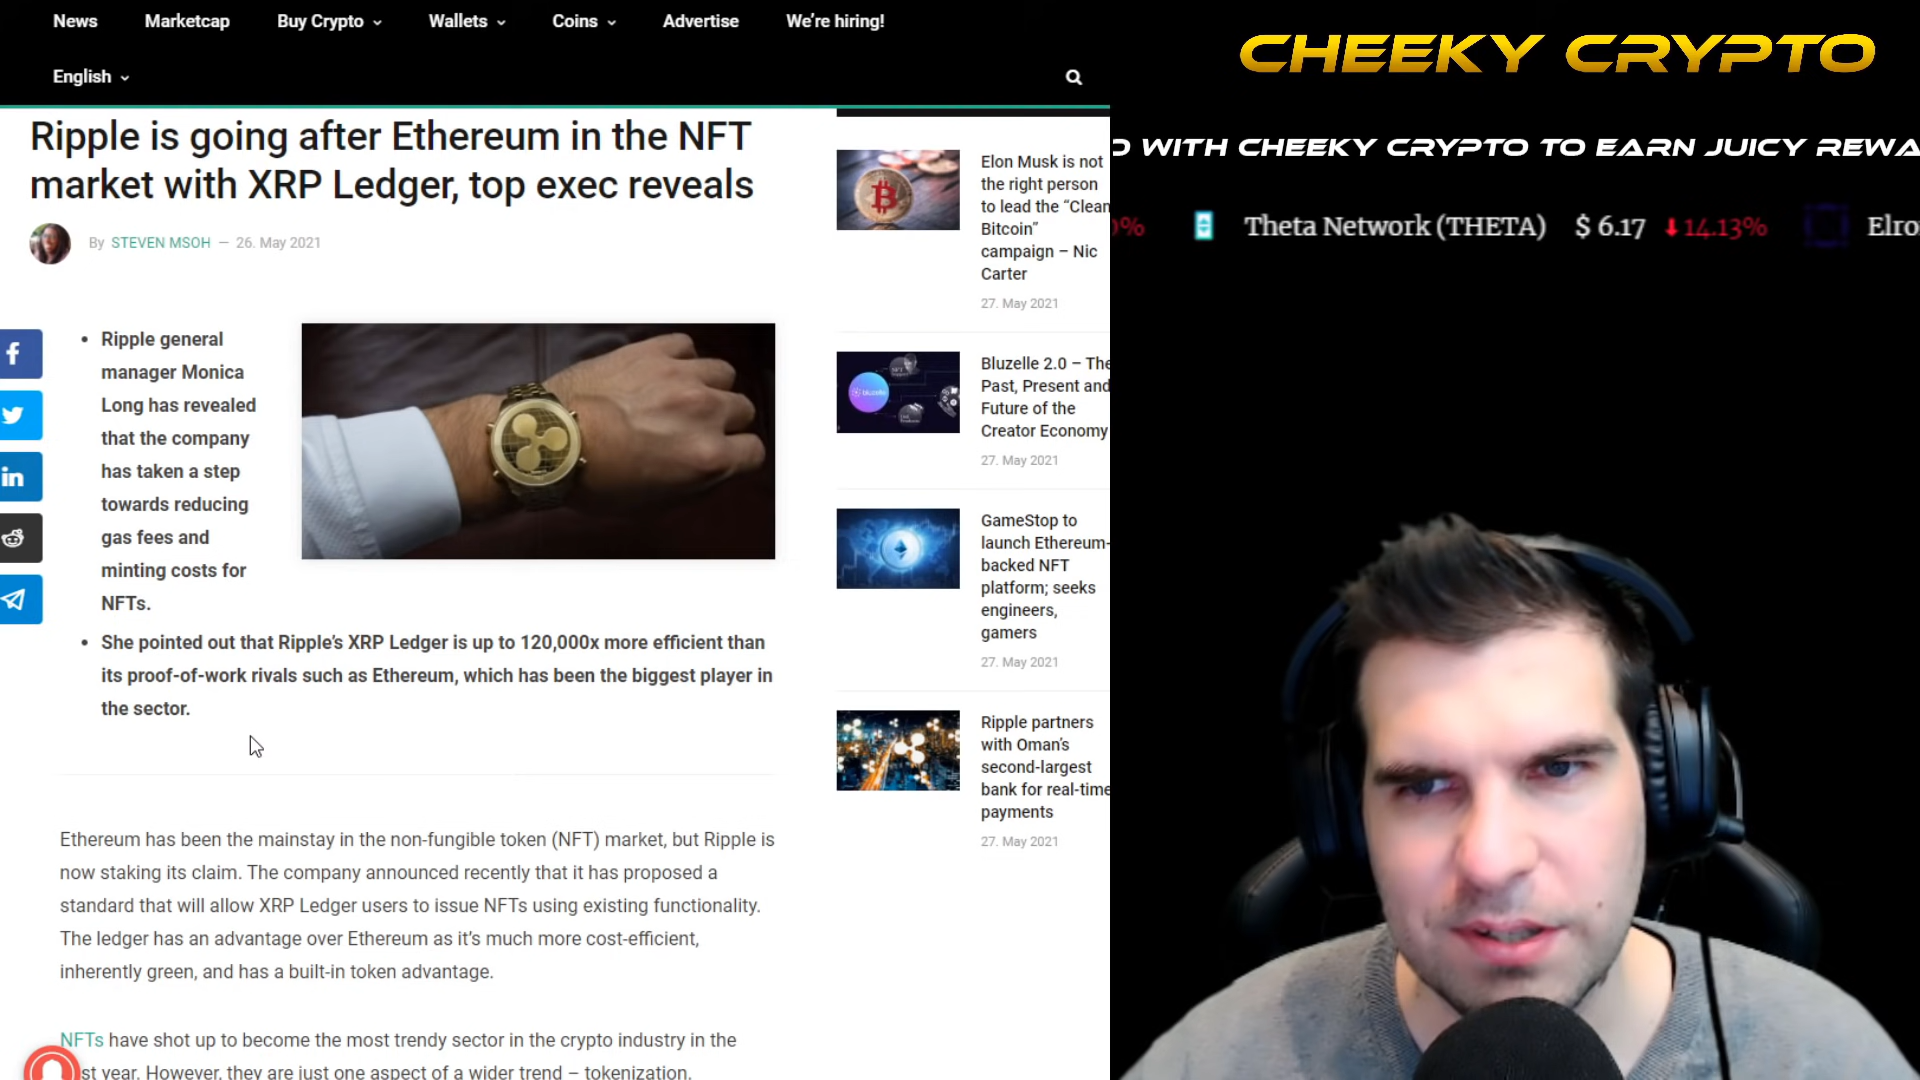 News Marketcap Buy Crypto Wallets Coins Advertise We're hiring!
English
Ripple is going after Ethereum in the NFT
market with XRP Ledger, top exec reveals
By STEVEN MSOH — 26. May 2021
• Ripple general
manager Monica
Long has revealed
that the company
has taken a step
towards reducing
gas fees and
minting costs for
NFTs.
• She pointed out that Ripple's XRP Ledger is up to 120,000x more efficient than
its proof-of-work rivals such as Ethereum, which has been the biggest player in
the sector.
Ethereum has been the mainstay in the non-fungible token (NFT) market, but Ripple is
now staking its claim. The company announced recently that it has proposed a
standard that will allow XRP Ledger users to issue NFTs using existing functionality.
The ledger has an advantage over Ethereum as it's much more cost-efficient,
inherently green, and has a built-in token advantage.
NFTs have shot up to become the most trendy sector in the crypto industry in the
year. However, they are just one aspect of a wider trend – tokenization.
Elon Musk is not
the right person
to lead the "Clean
Bitcoin"
campaign – Nic
Carter
27. May 2021
Bluzelle 2.0 – The
Past, Present and
Future of the
Creator Economy
27. May 2021
GameStop to
launch Ethereum-
backed NFT
platform; seeks
engineers,
gamers
27. May 2021
Ripple partners
with Oman's
second-largest
bank for real-time
payments
27. May 2021
CHEEKY CRYPTO
WITH CHEEKY CRYPTO TO EARN JUICY
Theta Network (THETA) $ 6.17 14.13%